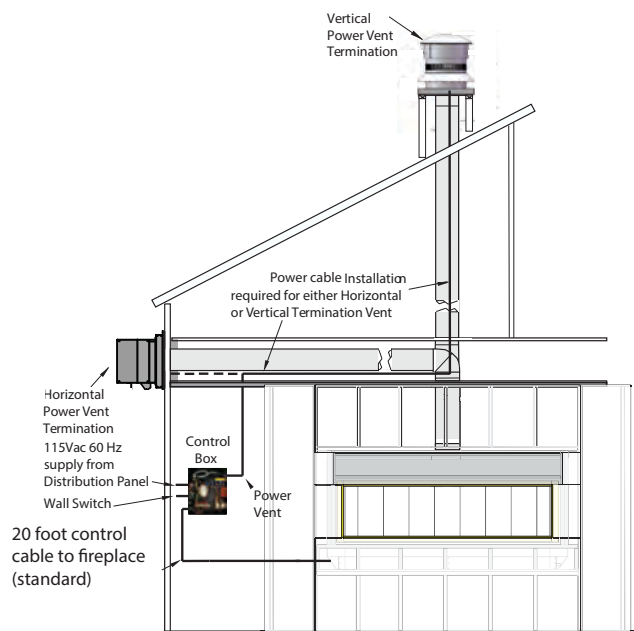 Vertical
Power Vent
Termination
Power cable Installation
required for either Horizontal
or Vertical Termination Vent
Horizontal
Power Vent
Termination
115Vac 60 Hz
supply from
Distribution Panel
Wall Switch
Control
Box
Power
Vent
20 foot control
cable to fireplace
(standard)